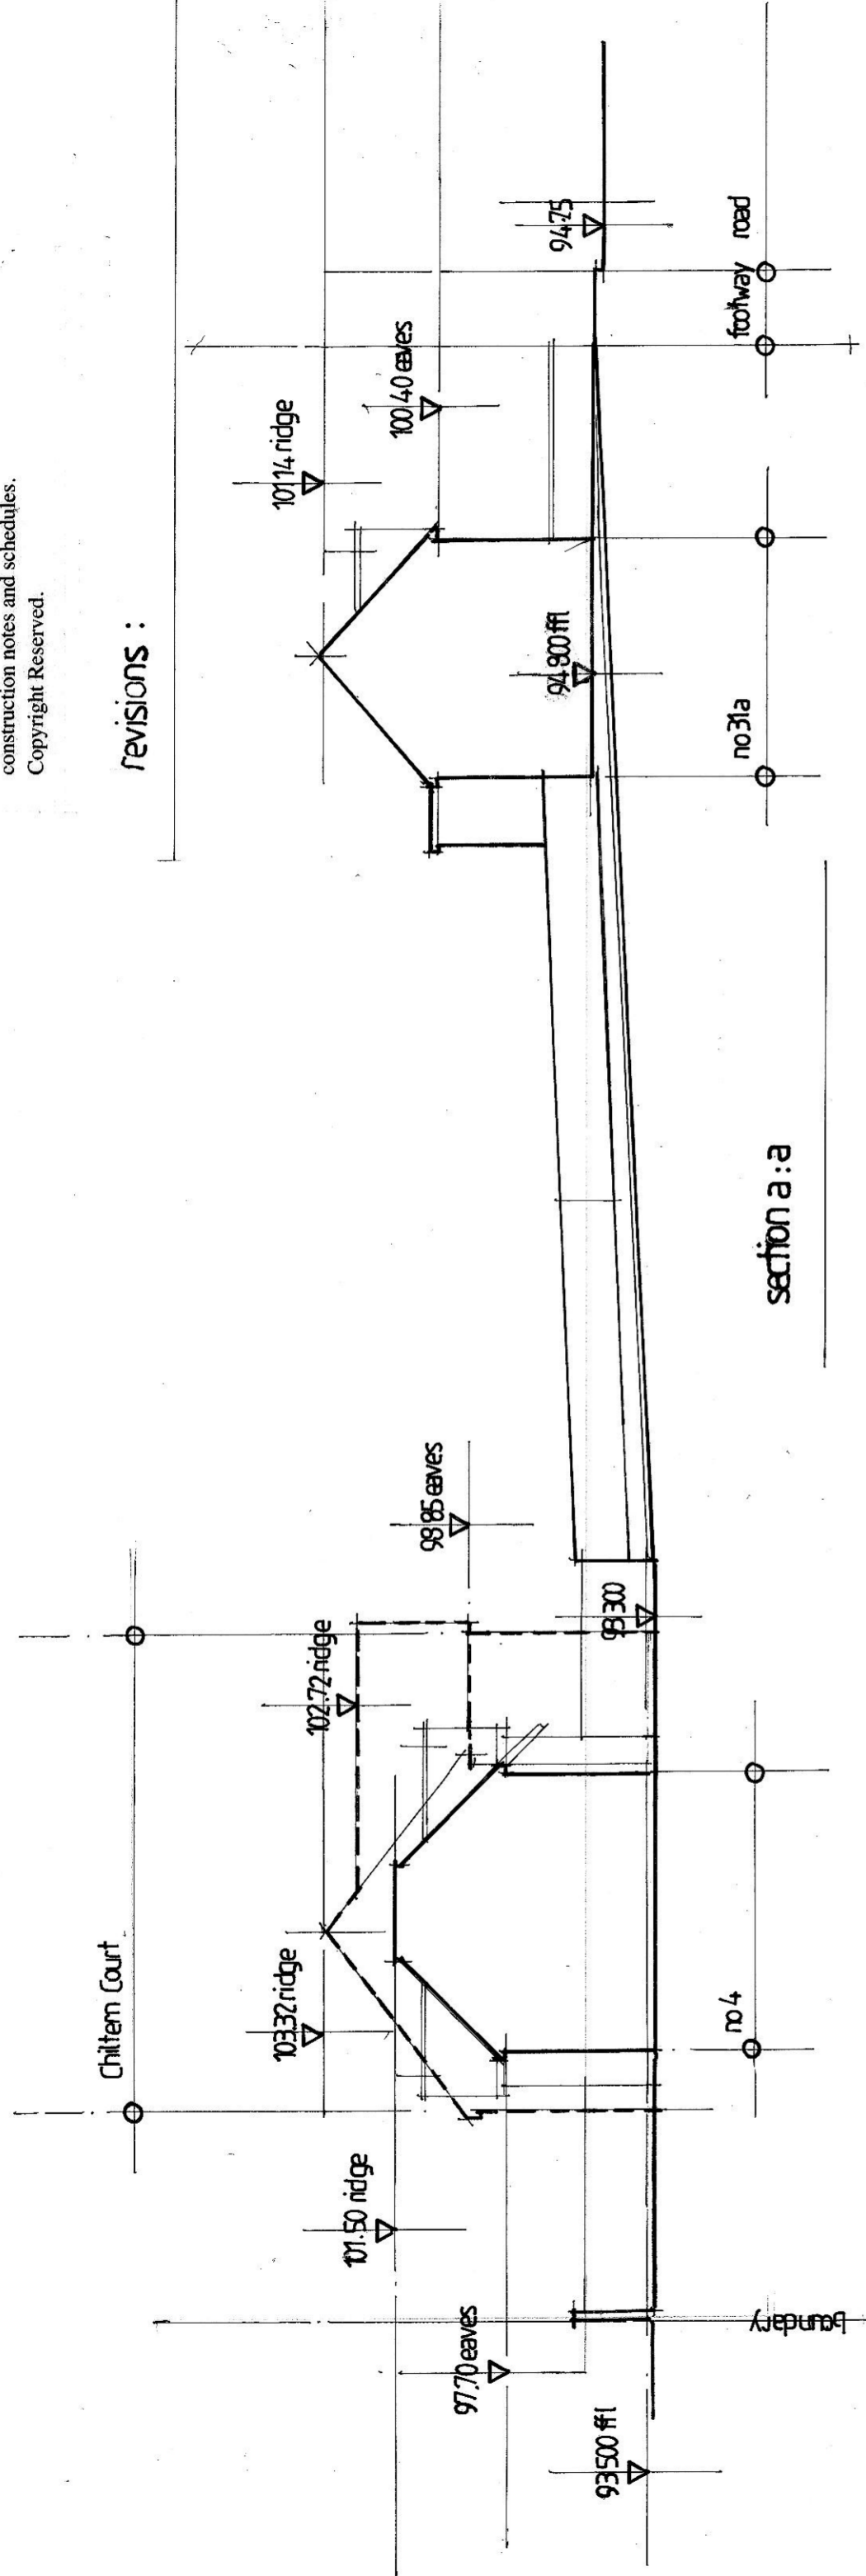 construction notes and schedules.
Copyright Reserved.
revisions :
Chiltern Court
103.32 ridge
102.72 ridge
101.14 ridge
101.50 ridge
98.85 eaves
100.40 eaves
97.70 eaves
93.500 ffl
93.300
94.800 ffl
94.25
boundary
no 4
no 31a
footway
road
section a : a